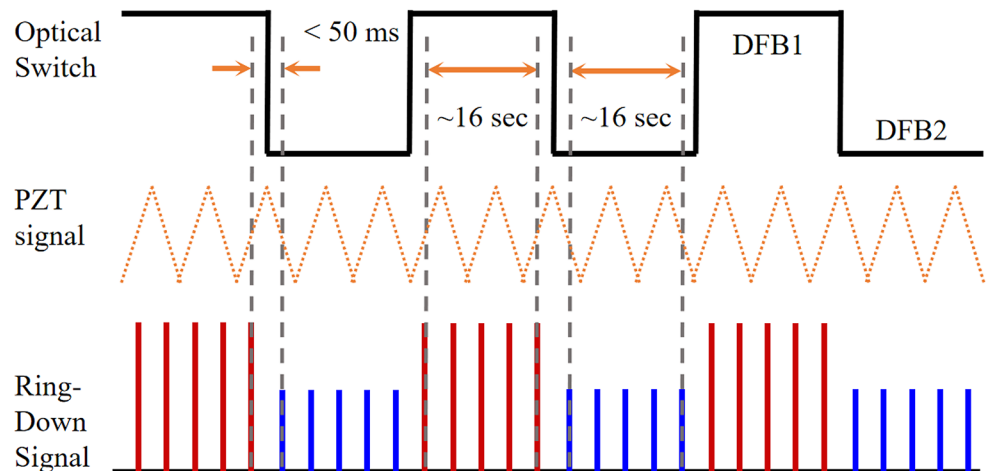 Optical
Switch
< 50 ms
~16 sec
~16 sec
DFB1
DFB2
PZT
signal
Ring-
Down
Signal